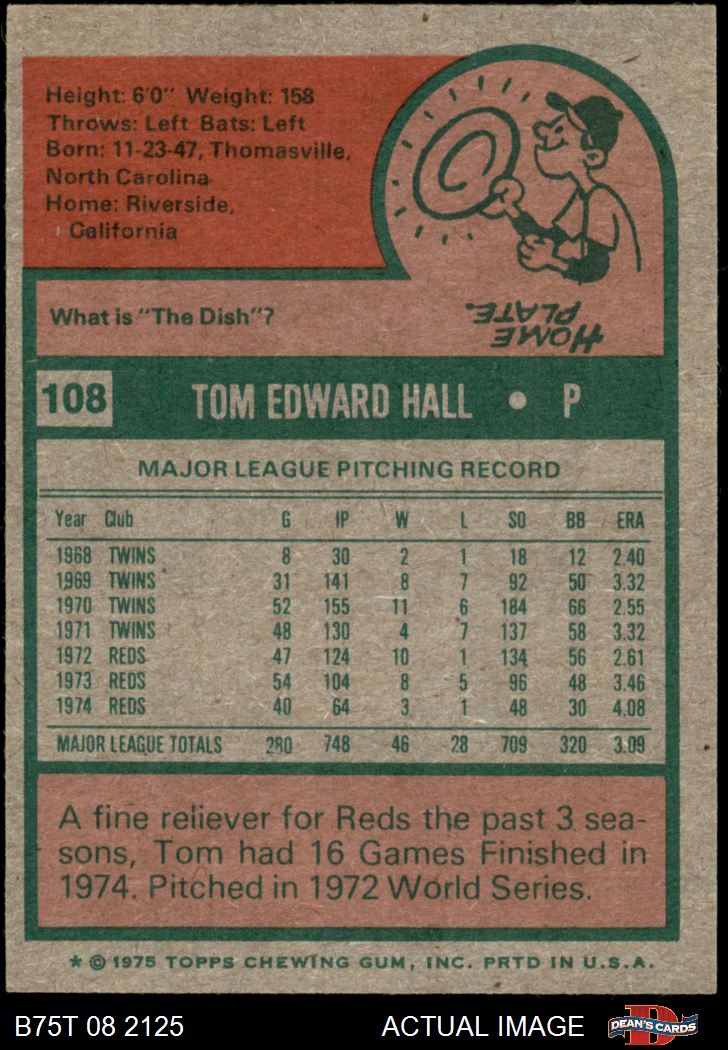 Height: 6'0" Weight: 158
Throws: Left Bats: Left
Born: 11-23-47, Thomasville,
North Carolina
Home: Riverside,
California
What is "The Dish"?
HOME
PLATE.
108 TOM EDWARD HALL • P
MAJOR LEAGUE PITCHING RECORD
Year Club G IP W L SO BB ERA
1968 TWINS 8 30 2 1 18 12 2.40
1969 TWINS 31 141 8 7 92 50 3.32
1970 TWINS 52 155 11 6 184 66 2.55
1971 TWINS 48 130 4 7 137 58 3.32
1972 REDS 47 124 10 1 134 56 2.61
1973 REDS 54 104 8 5 96 48 3.46
1974 REDS 40 64 3 1 48 30 4.08
MAJOR LEAGUE TOTALS 280 748 46 28 709 320 3.09
A fine reliever for Reds the past 3 sea-
sons, Tom had 16 Games Finished in
1974. Pitched in 1972 World Series.
* © 1975 TOPPS CHEWING GUM, INC. PRTD IN U.S.A.
B75T 08 2125 ACTUAL IMAGE D DEAN'S CARDS